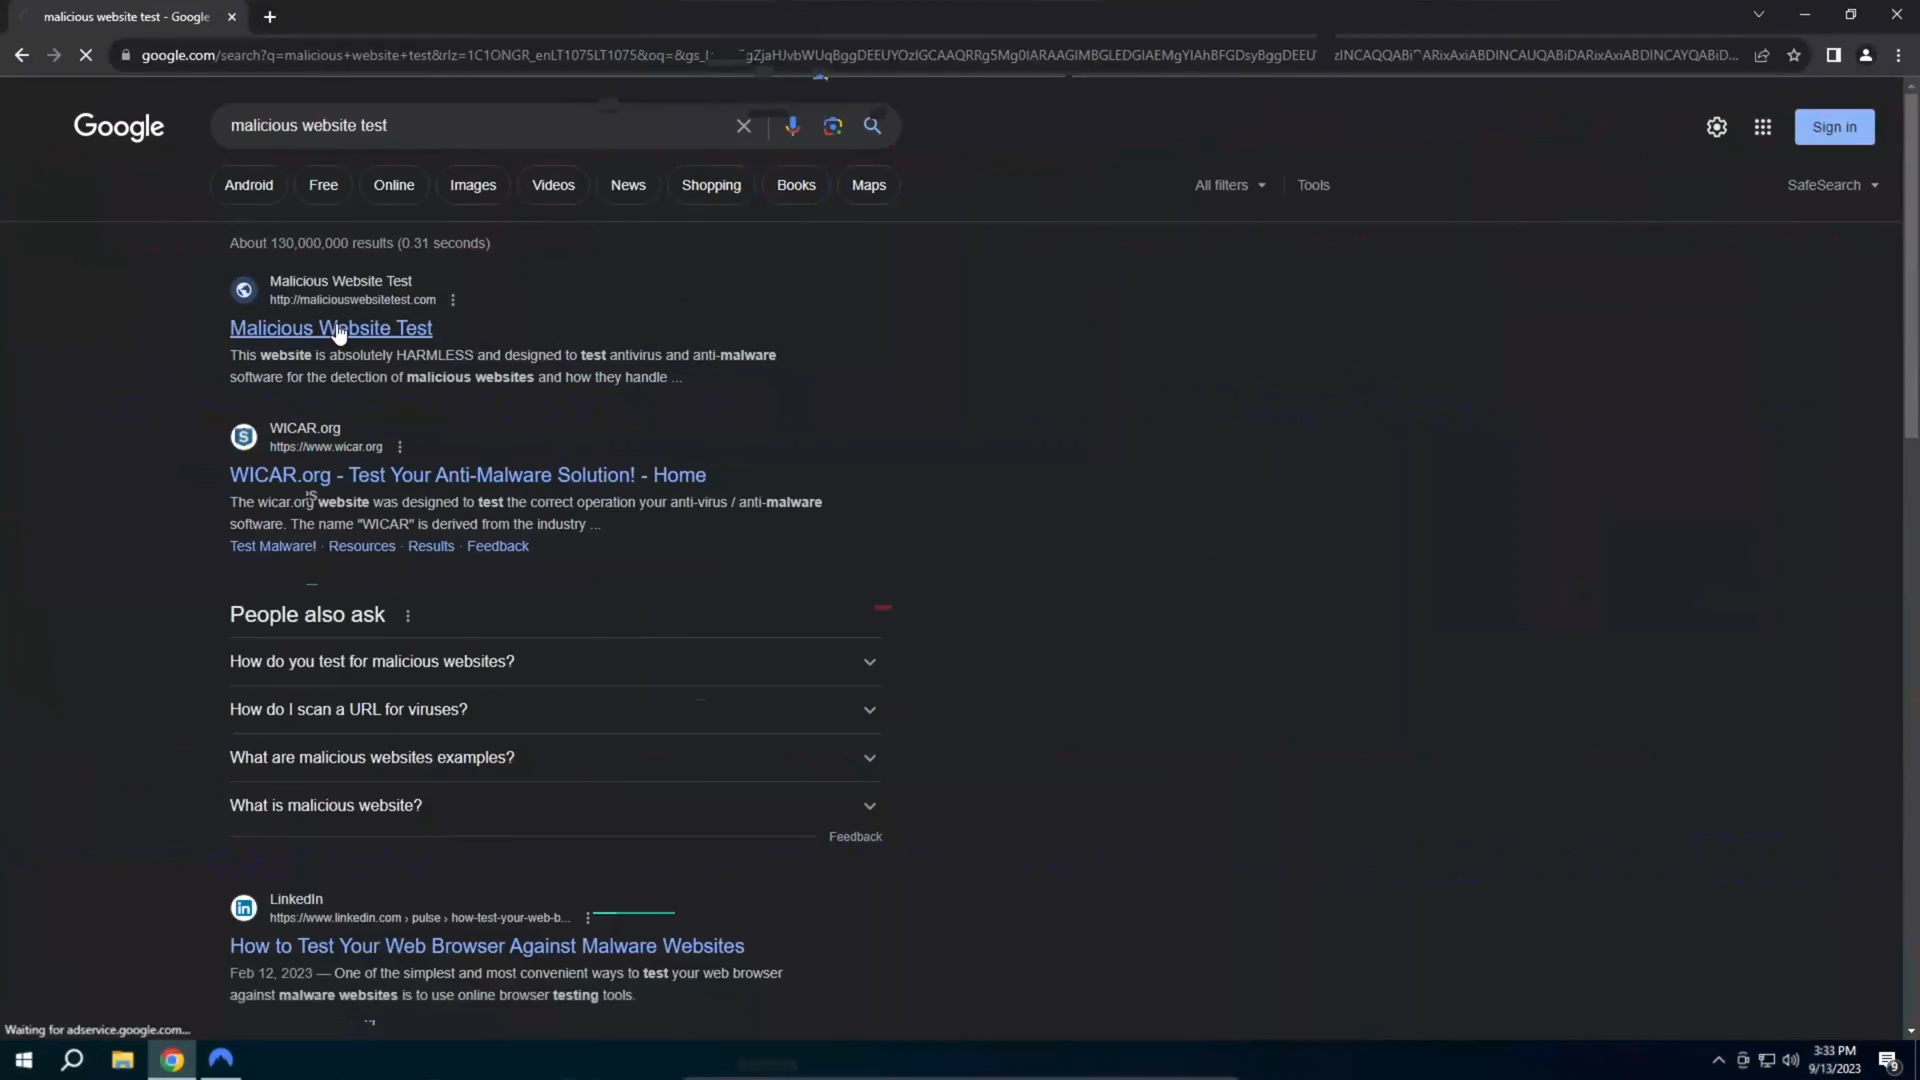 malicious website test - Google
google.com/search?q=malicious+website+test&rlz=1C1ONGR_enLT1075LT1075&oq=&gs_l
Google
malicious website test
Sign in
Android Free Online Images Videos News Shopping Books Maps All filters Tools SafeSearch
About 130,000,000 results (0.31 seconds)
Malicious Website Test
http://maliciouswebsitetest.com
Malicious Website Test
This website is absolutely HARMLESS and designed to test antivirus and anti-malware
software for the detection of malicious websites and how they handle ...
WICAR.org
https://www.wicar.org
WICAR.org - Test Your Anti-Malware Solution! - Home
The wicar.org website was designed to test the correct operation your anti-virus / anti-malware
software. The name "WICAR" is derived from the industry ...
Test Malware! · Resources · Results · Feedback
People also ask
How do you test for malicious websites?
How do I scan a URL for viruses?
What are malicious websites examples?
What is malicious website?
Feedback
LinkedIn
https://www.linkedin.com › pulse › how-test-your-web-b...
How to Test Your Web Browser Against Malware Websites
Feb 12, 2023 — One of the simplest and most convenient ways to test your web browser
against malware websites is to use online browser testing tools.
Waiting for adservice.google.com...
3:33 PM
9/13/2023
9